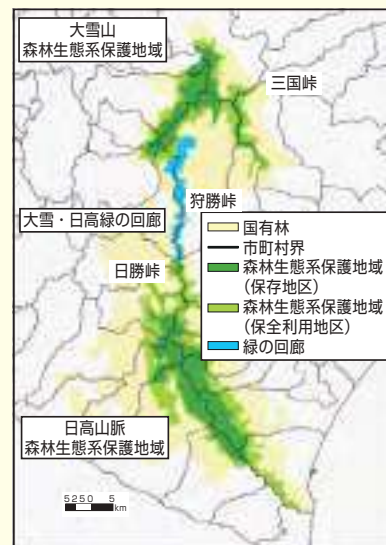 大雪山
森林生態系保護地域
三国峠
狩勝峠
大雪・日高緑の回廊
日勝峠
国有林
市町村界
森林生態系保護地域
（保存地区）
森林生態系保護地域
（保全利用地区）
緑の回廊
日高山脈
森林生態系保護地域
5250 5
km